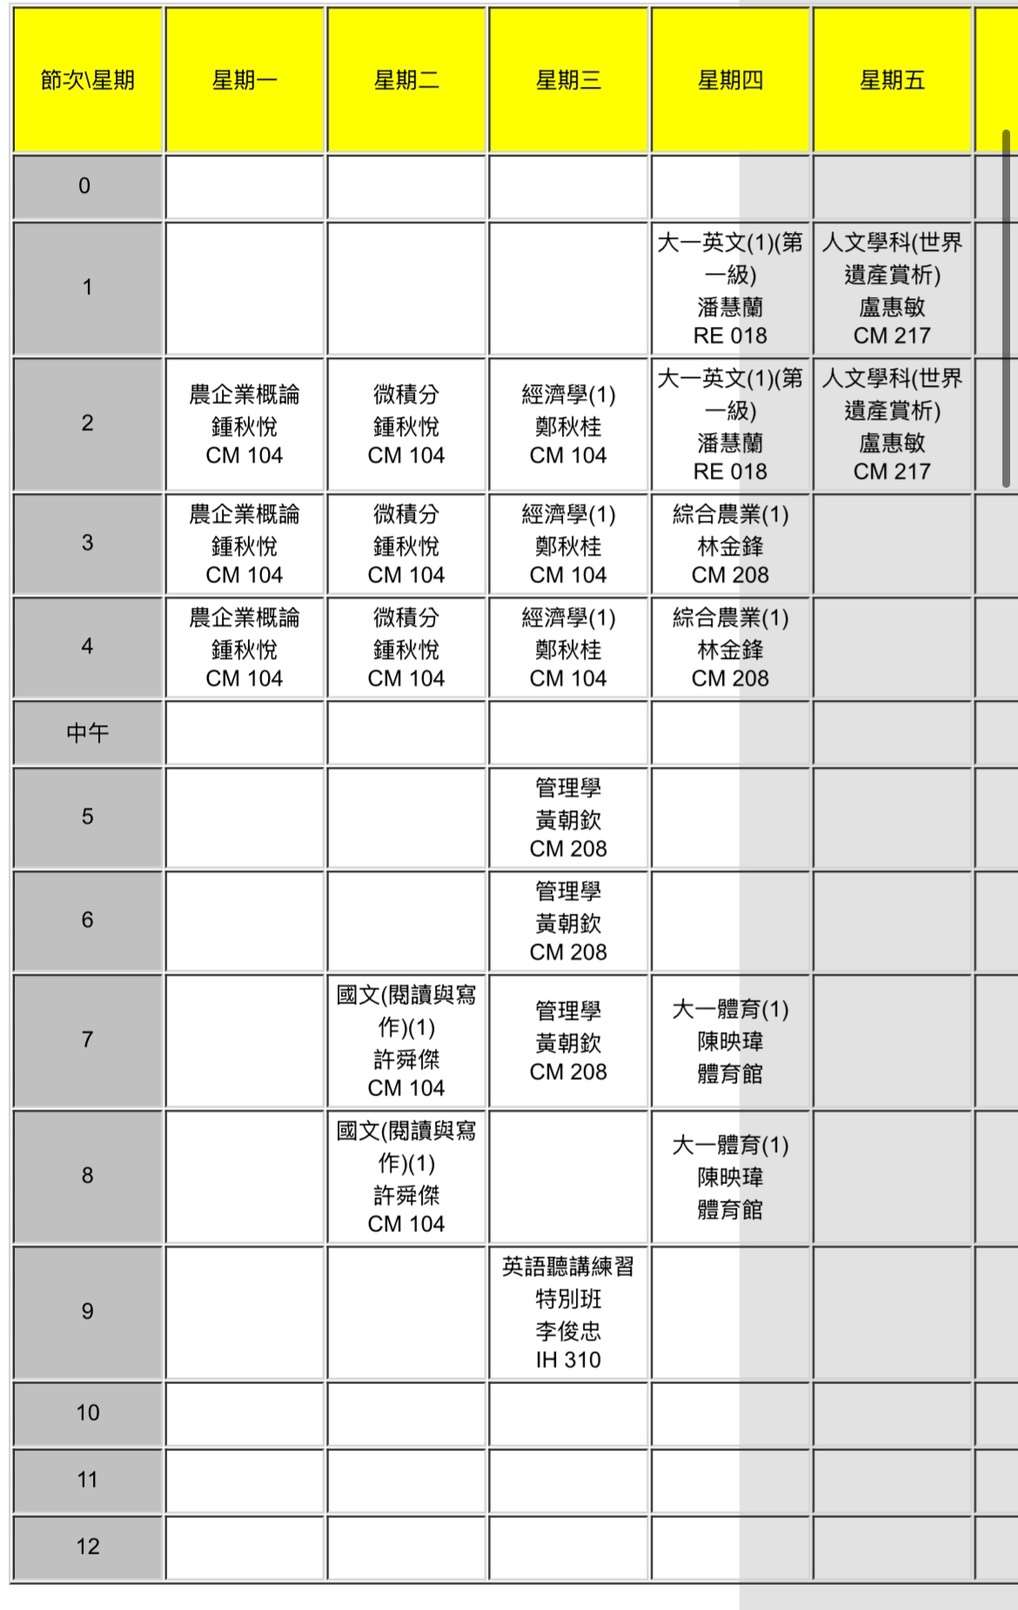 節次\星期 星期一 星期二 星期三 星期四 星期五
0
1
大一英文(1)(第
一級)
潘慧蘭
RE 018
人文學科(世界
遺產賞析)
盧惠敏
CM 217
2
農企業概論
鍾秋悅
CM 104
微積分
鍾秋悅
CM 104
經濟學(1)
鄭秋桂
CM 104
大一英文(1)(第
一級)
潘慧蘭
RE 018
人文學科(世界
遺產賞析)
盧惠敏
CM 217
3
農企業概論
鍾秋悅
CM 104
微積分
鍾秋悅
CM 104
經濟學(1)
鄭秋桂
CM 104
綜合農業(1)
林金鋒
CM 208
4
農企業概論
鍾秋悅
CM 104
微積分
鍾秋悅
CM 104
經濟學(1)
鄭秋桂
CM 104
綜合農業(1)
林金鋒
CM 208
中午
5
管理學
黃朝欽
CM 208
6
管理學
黃朝欽
CM 208
7
國文(閱讀與寫
作)(1)
許舜傑
CM 104
管理學
黃朝欽
CM 208
大一體育(1)
陳映瑋
體育館
8
國文(閱讀與寫
作)(1)
許舜傑
CM 104
大一體育(1)
陳映瑋
體育館
9
英語聽講練習
特別班
李俊忠
IH 310
10
11
12